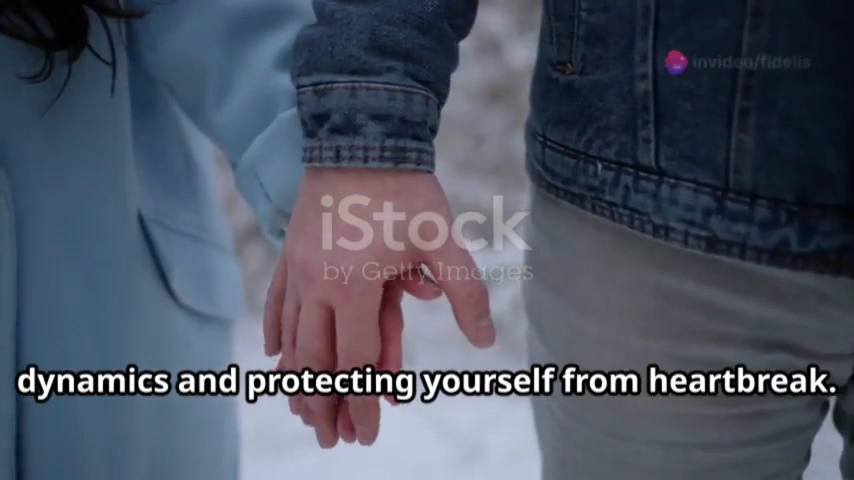 invideo/fidelis
iStock
by Getty Images
dynamics and protecting yourself from heartbreak.